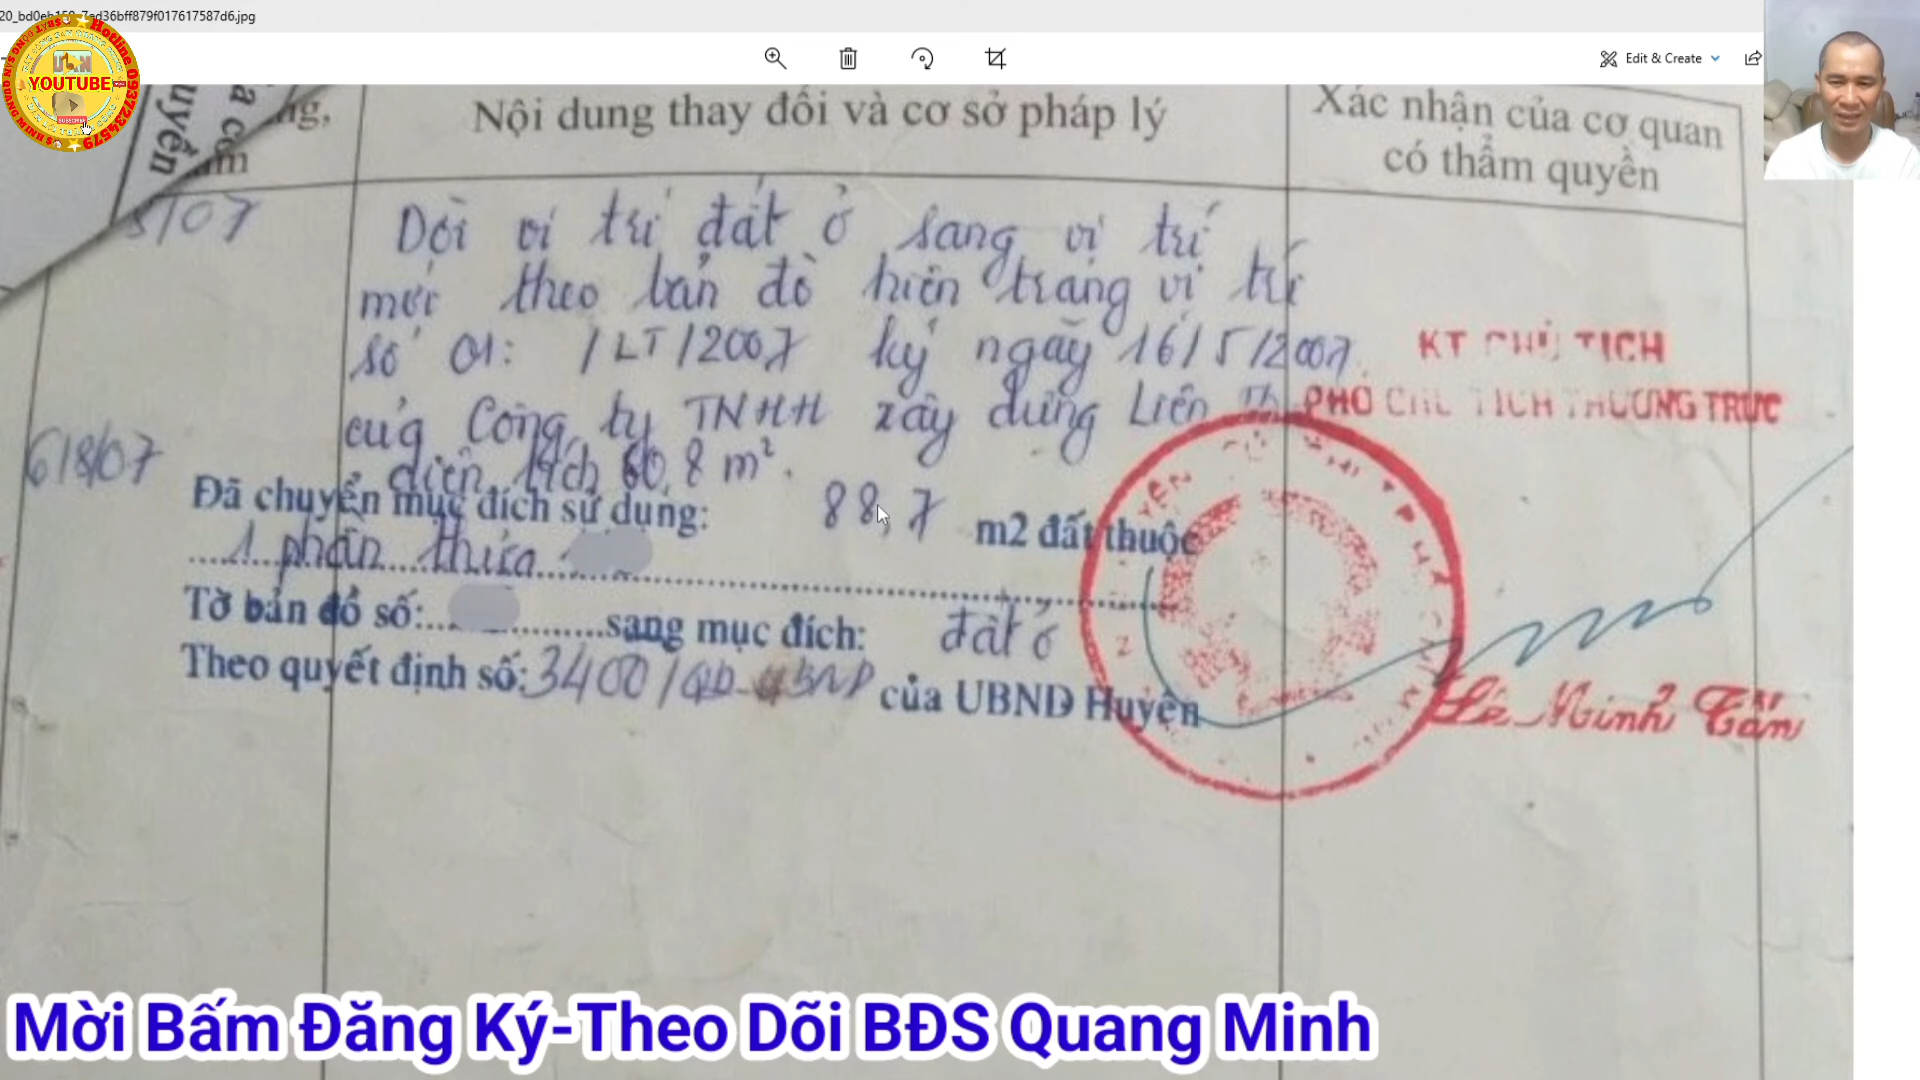 20_bd0eb150_7ad36bff879f017617587d6.jpg
Edit & Create
YOUTUBE
SUBSCRIBE
Hotline 0937234579
Nội dung thay đổi và cơ sở pháp lý
Xác nhận của cơ quan
có thẩm quyền
5/07
Dời vị trí đất ở sang vị trí
mới theo bản đồ hiện trạng vị trí
số 01: /LT/2007 ký ngày 16/5/2007
của Công ty TNHH xây dựng Liên
diện tích 60,8 m².
6/8/07
Đã chuyển mục đích sử dụng: 88,7 m2 đất thuộc
1 phần thửa
Tờ bản đồ số: sang mục đích: đất ở
Theo quyết định số: 3400/QĐ-UBND của UBND Huyện
KT CHỦ TỊCH
PHÓ CHỦ TỊCH THƯỜNG TRỰC
Lê Minh Tấn
Mời Bấm Đăng Ký-Theo Dõi BĐS Quang Minh